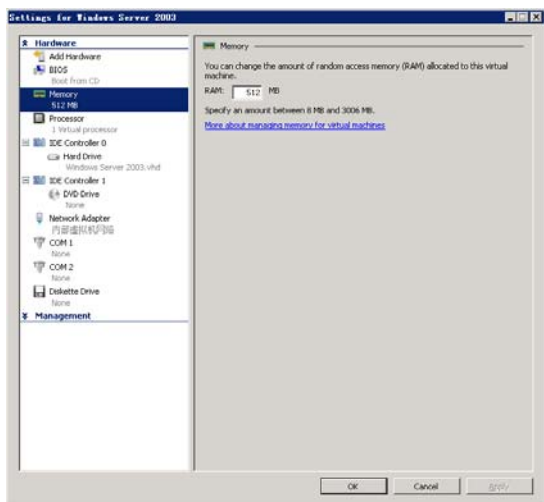 Settings for Windows Server 2003
Hardware
Add Hardware
BIOS
Boot from CD
Memory
512 MB
Processor
1 Virtual processor
IDE Controller 0
Hard Drive
Windows Server 2003.vhd
IDE Controller 1
DVD Drive
None
Network Adapter
内部虚拟机网络
COM 1
None
COM 2
None
Diskette Drive
None
Management
Memory
You can change the amount of random access memory (RAM) allocated to this virtual
machine.
RAM: 512 MB
Specify an amount between 8 MB and 3006 MB.
More about managing memory for virtual machines
OK Cancel Apply